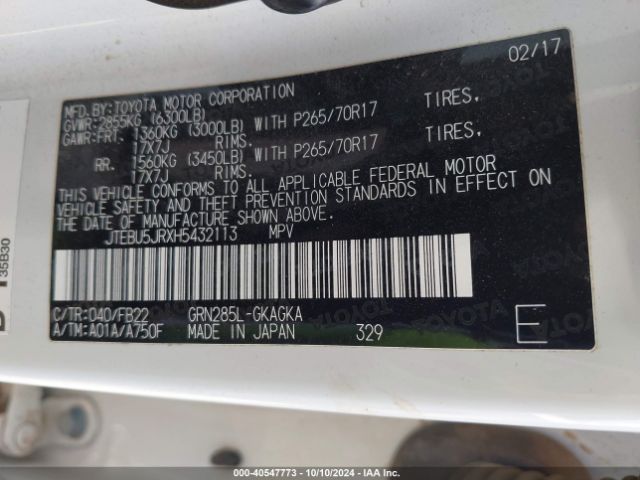 02/17
MFD.BY:TOYOTA MOTOR CORPORATION
GVWR:2855KG (6300LB)
GAWR:FRT. 1360KG (3000LB) WITH P265/70R17 TIRES,
17X7J RIMS.
RR. 1560KG (3450LB) WITH P265/70R17 TIRES,
17X7J RIMS.
THIS VEHICLE CONFORMS TO ALL APPLICABLE FEDERAL MOTOR
VEHICLE SAFETY AND THEFT PREVENTION STANDARDS IN EFFECT ON
THE DATE OF MANUFACTURE SHOWN ABOVE.
JTEBU5JRXH5432113 MPV
C/TR:040/FB22 GRN285L-GKAGKA
A/TM:A01A/A750F MADE IN JAPAN 329 E
35B30
000-40547773 - 10/10/2024 - IAA Inc.